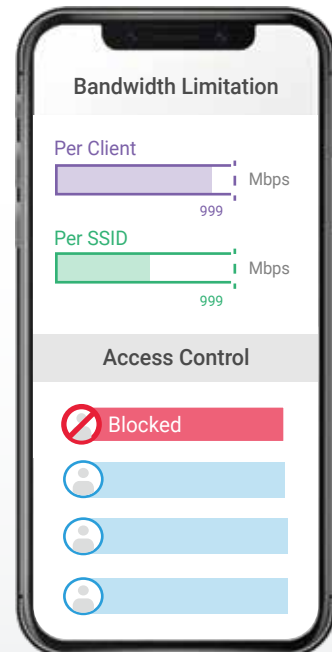 Bandwidth Limitation
Per Client
Mbps
999
Per SSID
Mbps
999
Access Control
Blocked